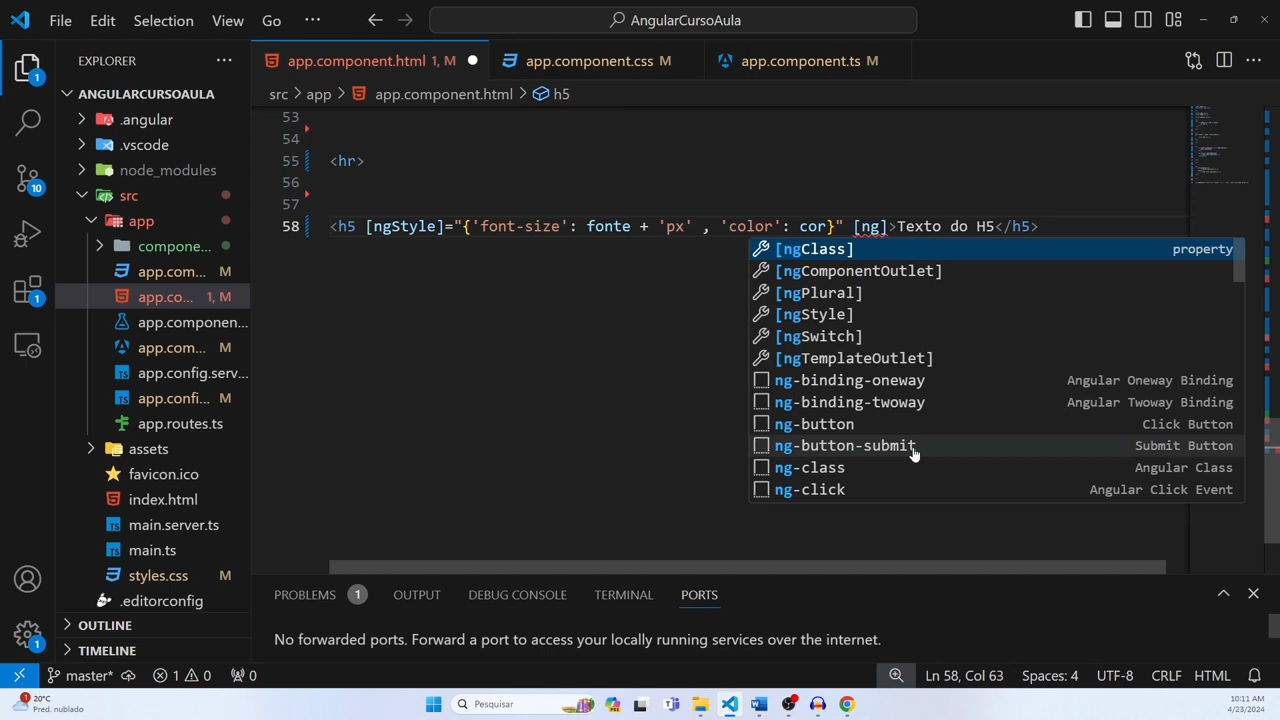 File Edit Selection View Go ··· AngularCursoAula
EXPLORER ···
app.component.html 1, M
app.component.css M
app.component.ts M
src > app > app.component.html > h5
ANGULARCURSOAULA
.angular
.vscode
node_modules
src
app
compone...
app.com... M
app.co... 1, M
app.componen...
app.com... M
app.config.serv...
app.confi... M
app.routes.ts
assets
favicon.ico
index.html
main.server.ts
main.ts
styles.css M
.editorconfig
OUTLINE
TIMELINE
1
10
1
1
53
54
55 <hr>
56
57
58 <h5 [ngStyle]="{'font-size': fonte + 'px' , 'color': cor}" [ng]>Texto do H5</h5>
[ngClass] property
[ngComponentOutlet]
[ngPlural]
[ngStyle]
[ngSwitch]
[ngTemplateOutlet]
ng-binding-oneway Angular Oneway Binding
ng-binding-twoway Angular Twoway Binding
ng-button Click Button
ng-button-submit Submit Button
ng-class Angular Class
ng-click Angular Click Event
PROBLEMS 1 OUTPUT DEBUG CONSOLE TERMINAL PORTS
No forwarded ports. Forward a port to access your locally running services over the internet.
master* 1 0 0 Ln 58, Col 63 Spaces: 4 UTF-8 CRLF HTML
1 20°C
Pred. nublado
Pesquisar
10:11 AM
4/23/2024